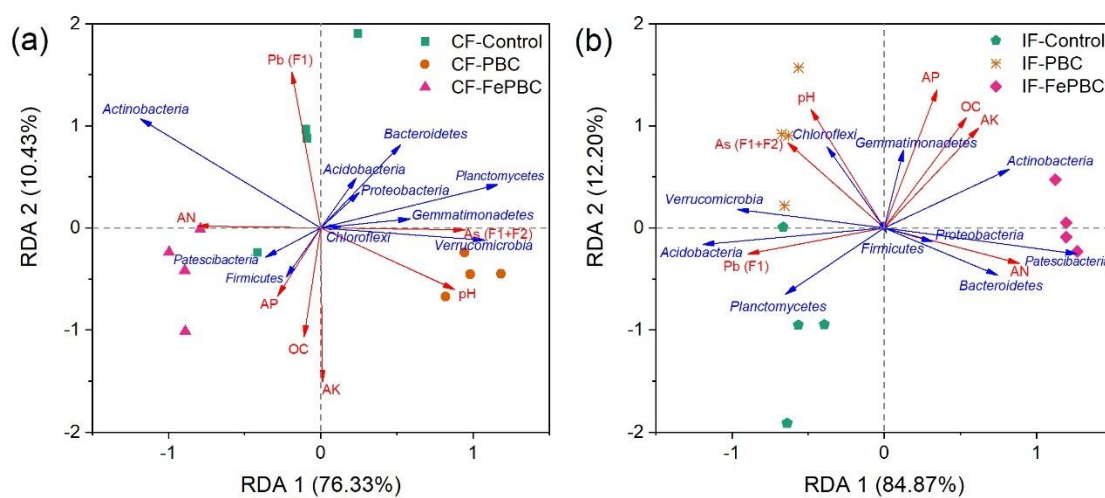 (a)
2
1
0
-1
-2
-1
0
1
RDA 2 (10.43%)
RDA 1 (76.33%)
CF-Control
CF-PBC
CF-FePBC
Pb (F1)
Actinobacteria
Bacteroidetes
Acidobacteria
Proteobacteria
Planctomycetes
AN
Gemmatimonadetes
Chloroflexi
As (F1+F2)
Verrucomicrobia
Patescibacteria
Firmicutes
AP
pH
OC
AK
(b)
2
1
0
-1
-2
-1
0
1
RDA 2 (12.20%)
RDA 1 (84.87%)
IF-Control
IF-PBC
IF-FePBC
AP
pH
OC
AK
Chloroflexi
As (F1+F2)
Gemmatimonadetes
Actinobacteria
Verrucomicrobia
Acidobacteria
Pb (F1)
Firmicutes
Proteobacteria
Patescibacteria
AN
Bacteroidetes
Planctomycetes